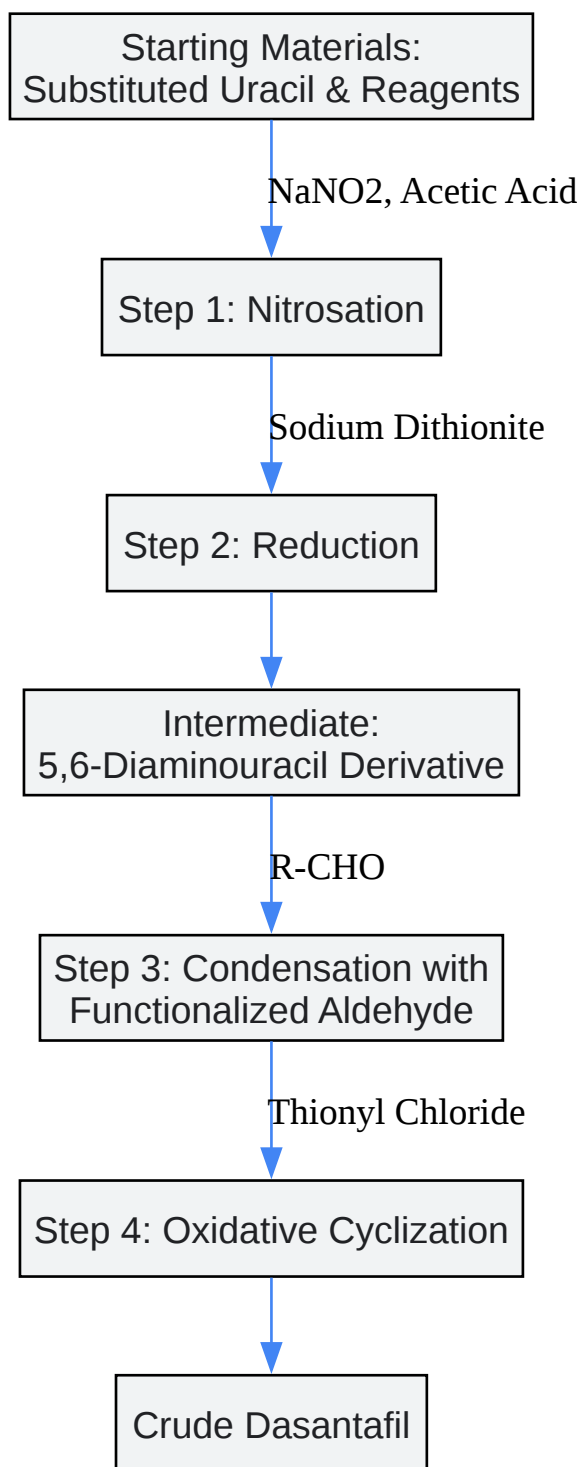 Starting Materials:
Substituted Uracil & Reagents
NaNO2, Acetic Acid
Step 1: Nitrosation
Sodium Dithionite
Step 2: Reduction
Intermediate:
5,6-Diaminouracil Derivative
R-CHO
Step 3: Condensation with
Functionalized Aldehyde
Thionyl Chloride
Step 4: Oxidative Cyclization
Crude Dasantafil